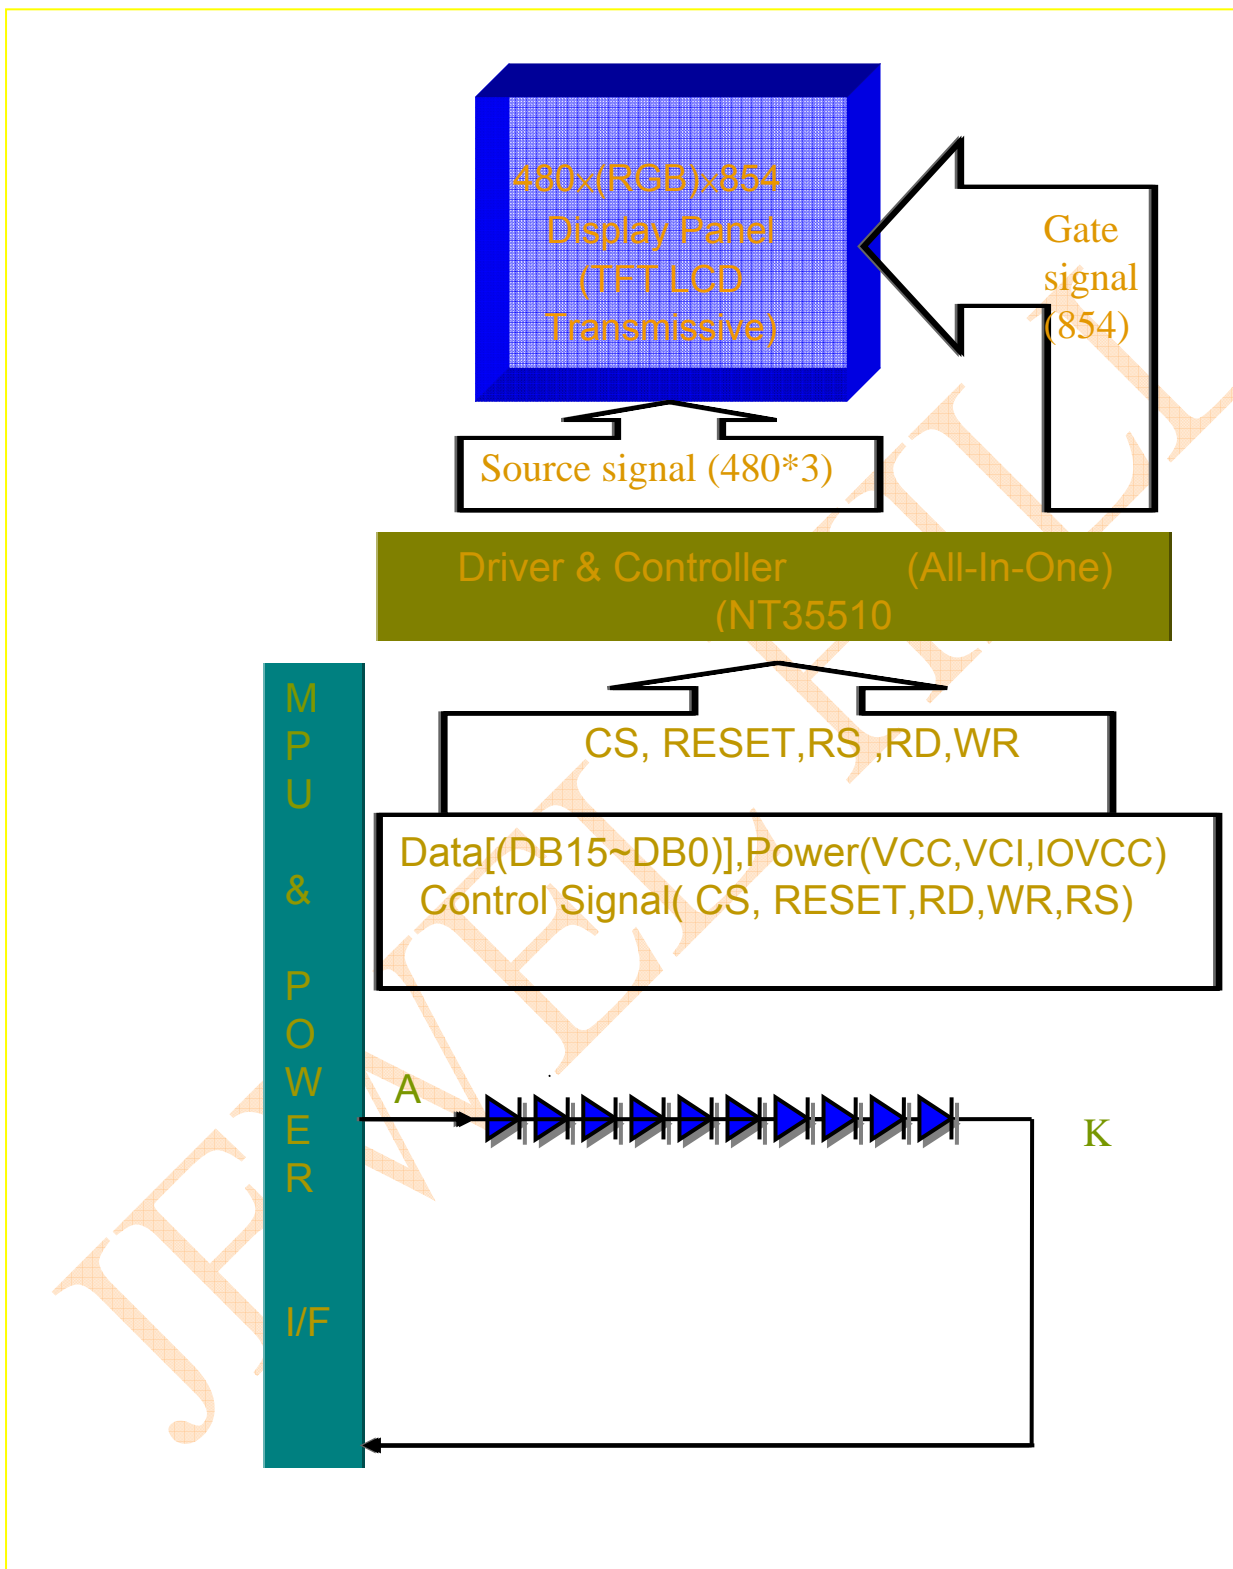 480x(RGB)x854
Display Panel
(TFT LCD
Transmissive)
Gate
signal
(854)
Source signal (480*3)
Driver & Controller (All-In-One)
(NT35510
M
P
U
&
P
O
W
E
R
I/F
CS, RESET,RS ,RD,WR
Data[(DB15~DB0)],Power(VCC,VCI,IOVCC)
Control Signal( CS, RESET,RD,WR,RS)
A
K